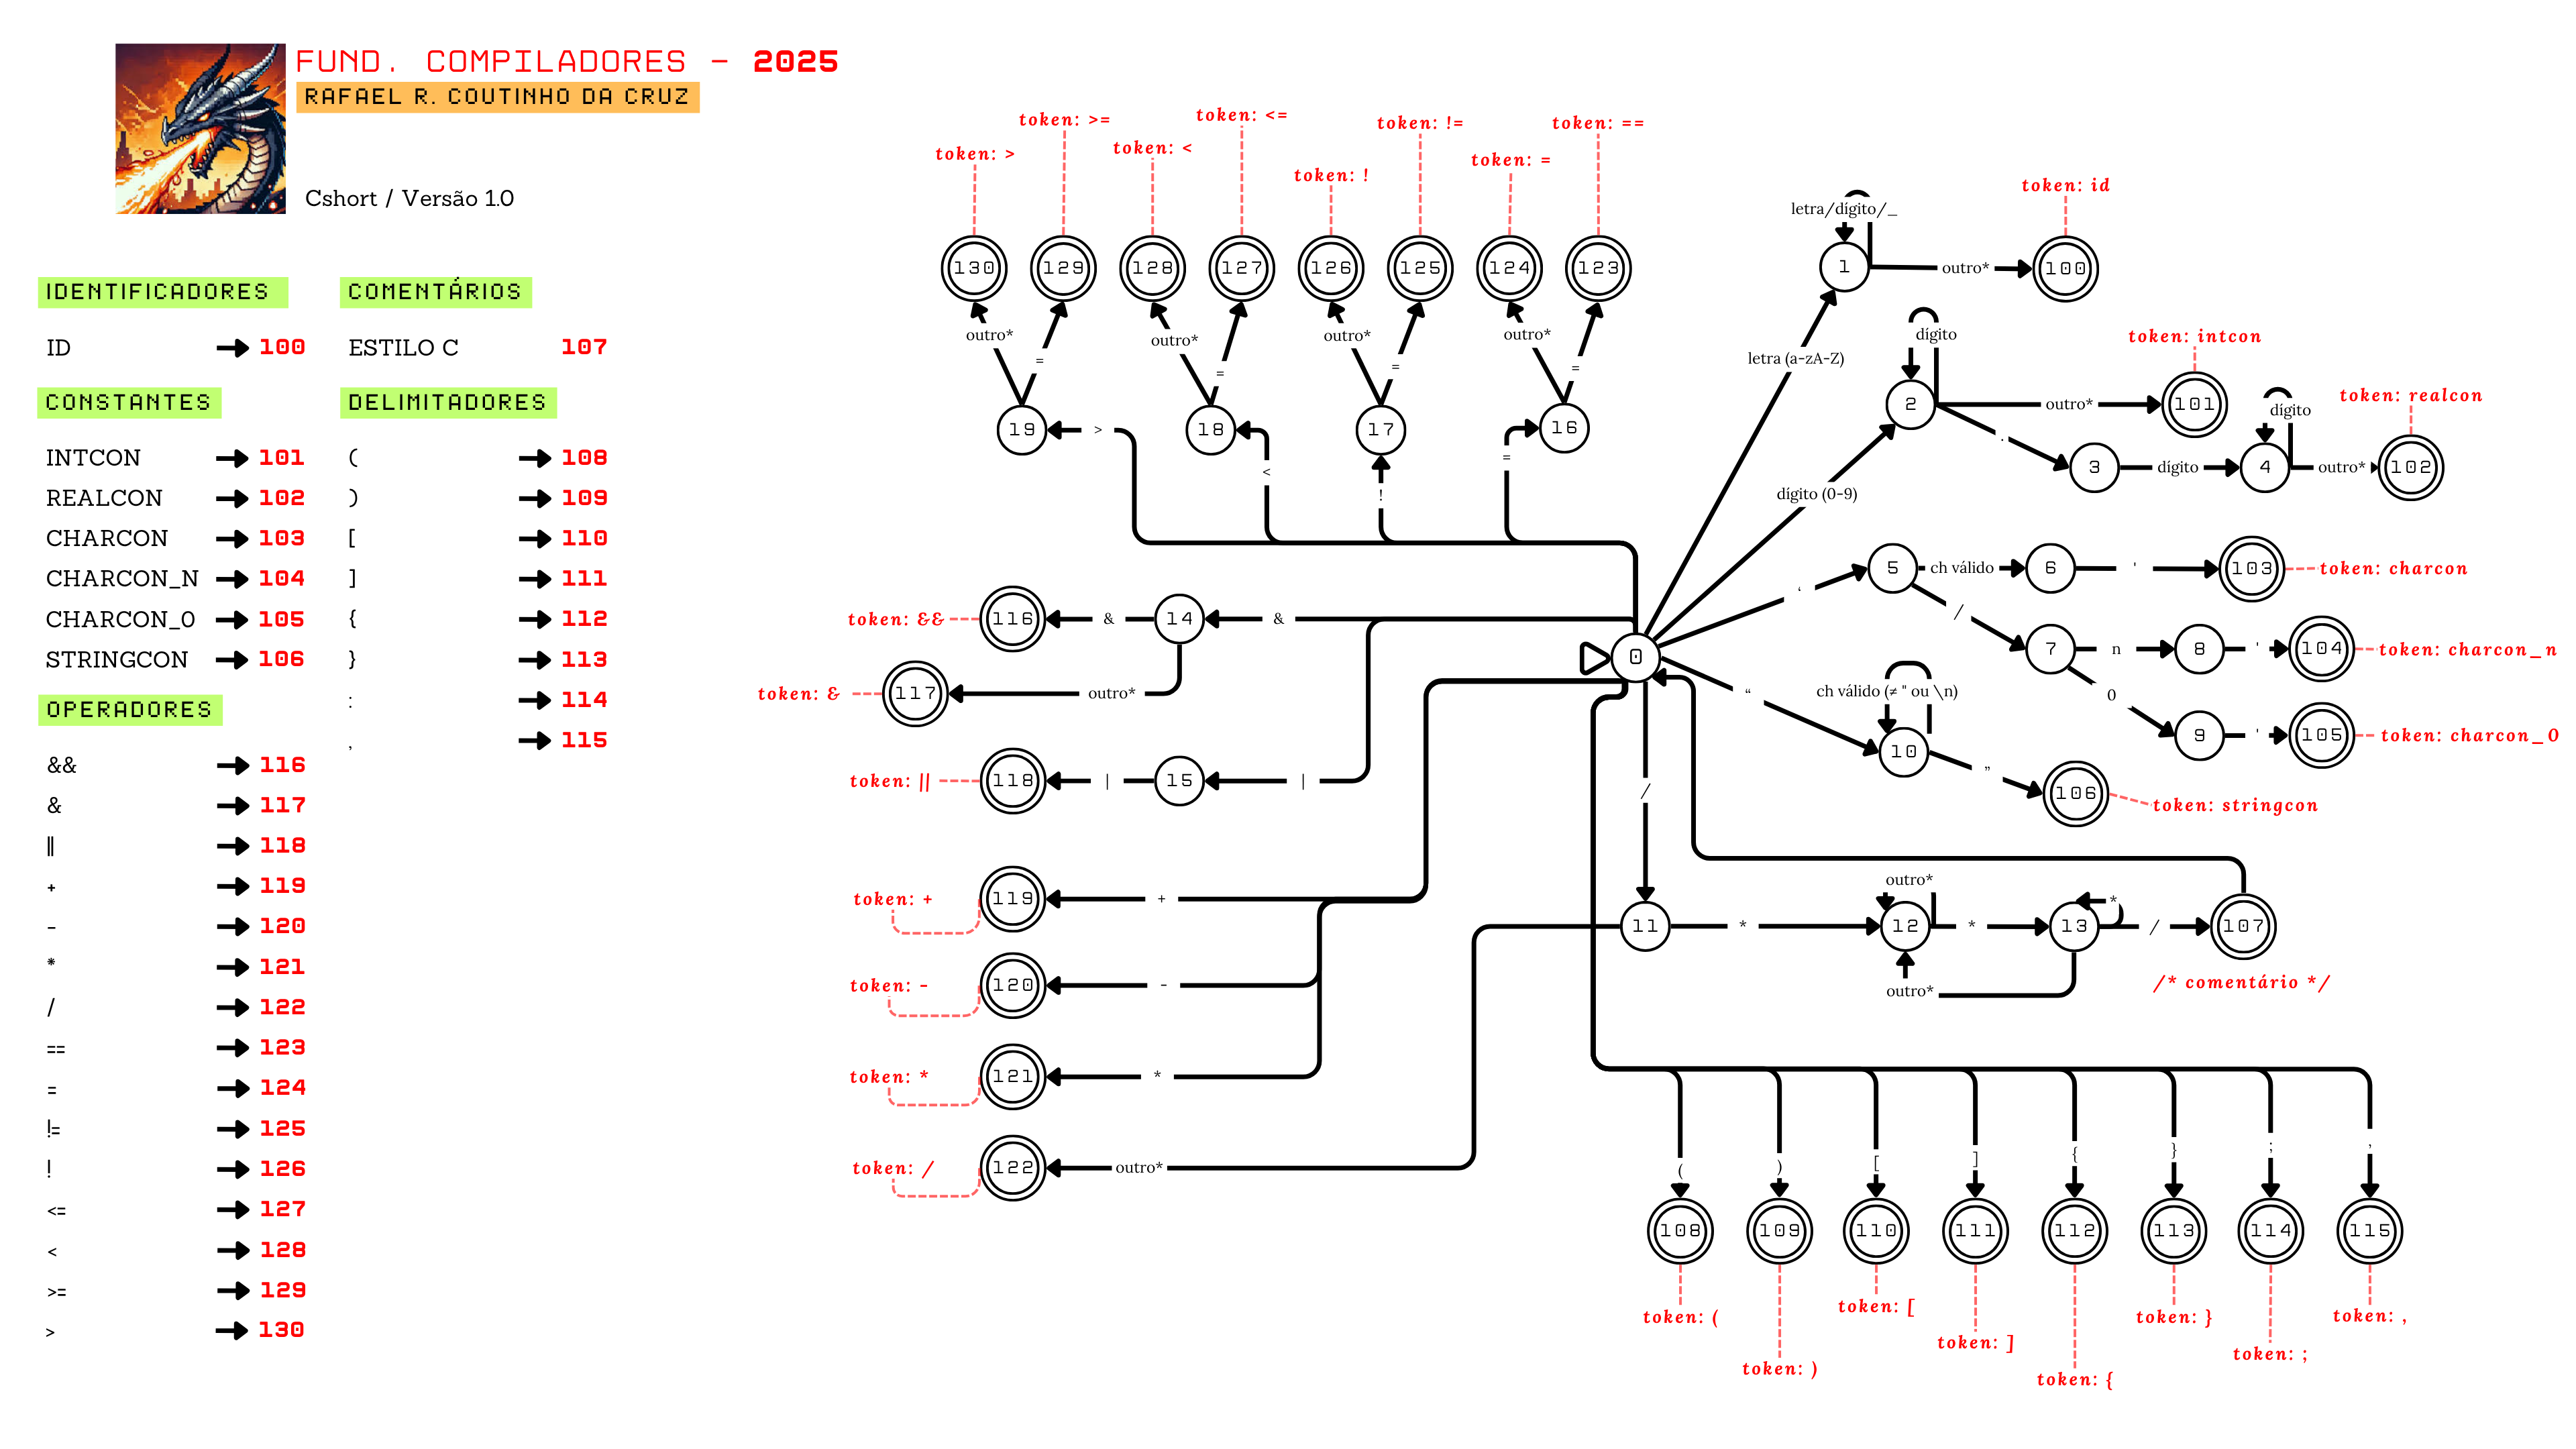 FUND. COMPILADORES - 2025
RAFAEL R. COUTINHO DA CRUZ
Cshort / Versão 1.0
IDENTIFICADORES
ID 100
CONSTANTES
INTCON 101
REALCON 102
CHARCON 103
CHARCON_N 104
CHARCON_0 105
STRINGCON 106
OPERADORES
&& 116
& 117
|| 118
+ 119
- 120
* 121
/ 122
== 123
= 124
!= 125
! 126
<= 127
< 128
>= 129
> 130
COMENTÁRIOS
ESTILO C 107
DELIMITADORES
( 108
) 109
[ 110
] 111
{ 112
} 113
: 114
, 115
token: >
token: >=
token: <
token: <=
token: !
token: !=
token: =
token: ==
130 129 128 127 126 125 124 123
outro* = outro* = outro* = outro* =
19 > 18 < 17 ! 16 =
letra/dígito/_
token: id
1 outro* 100
letra (a-zA-Z)
dígito
token: intcon
2 outro* 101
dígito (0-9)
.
3 dígito 4 outro* 102
dígito
token: realcon
‘ 5 ch válido 6 ' 103 token: charcon
/ 7 n 8 ' 104 token: charcon_n
0 9 ' 105 token: charcon_0
0
“ ch válido (≠ " ou \n)
10 ” 106 token: stringcon
token: && 116 & 14 &
token: & 117 outro*
token: || 118 | 15 |
token: + 119 +
token: - 120 -
token: * 121 *
token: / 122 outro*
/
11 * 12 * 13 / 107
outro*
*
outro*
/* comentário */
( ) [ ] { } ; ,
108 109 110 111 112 113 114 115
token: (
token: )
token: [
token: ]
token: {
token: }
token: ;
token: ,